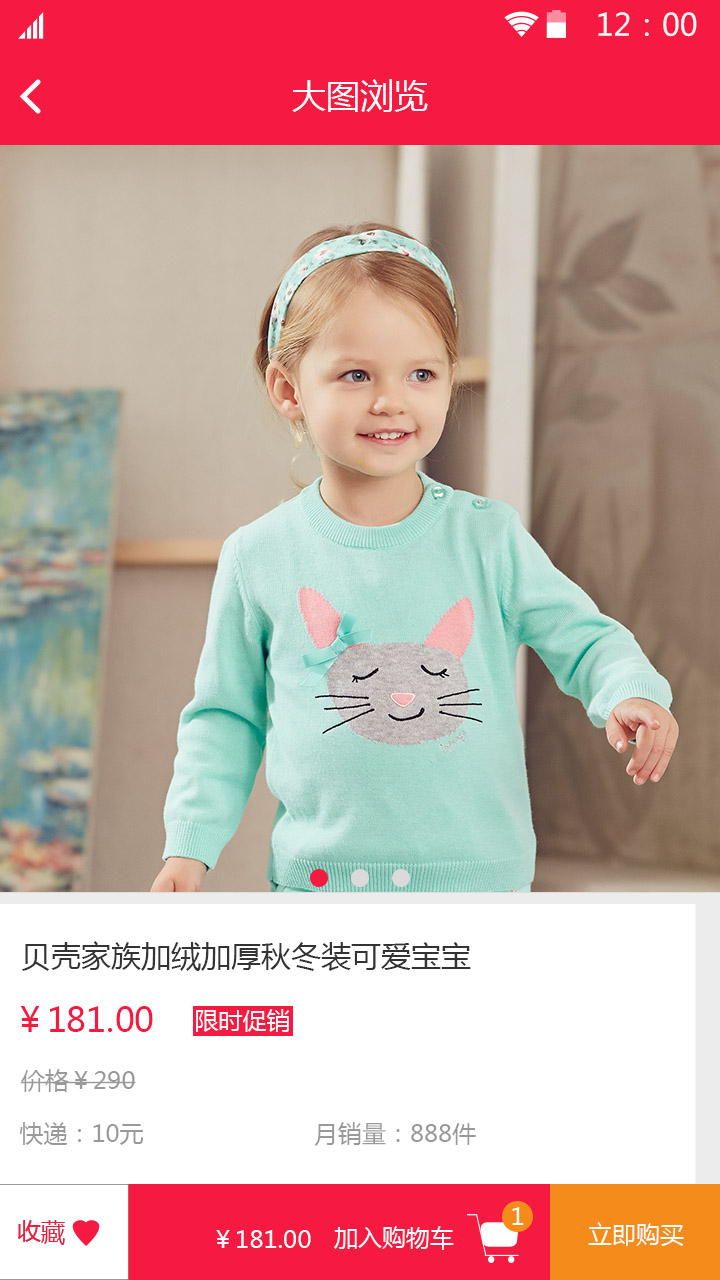 12：00
大图浏览
贝壳家族加绒加厚秋冬装可爱宝宝
¥ 181.00 限时促销
价格 ¥ 290
快递：10元 月销量：888件
收藏 ¥ 181.00 加入购物车 1 立即购买